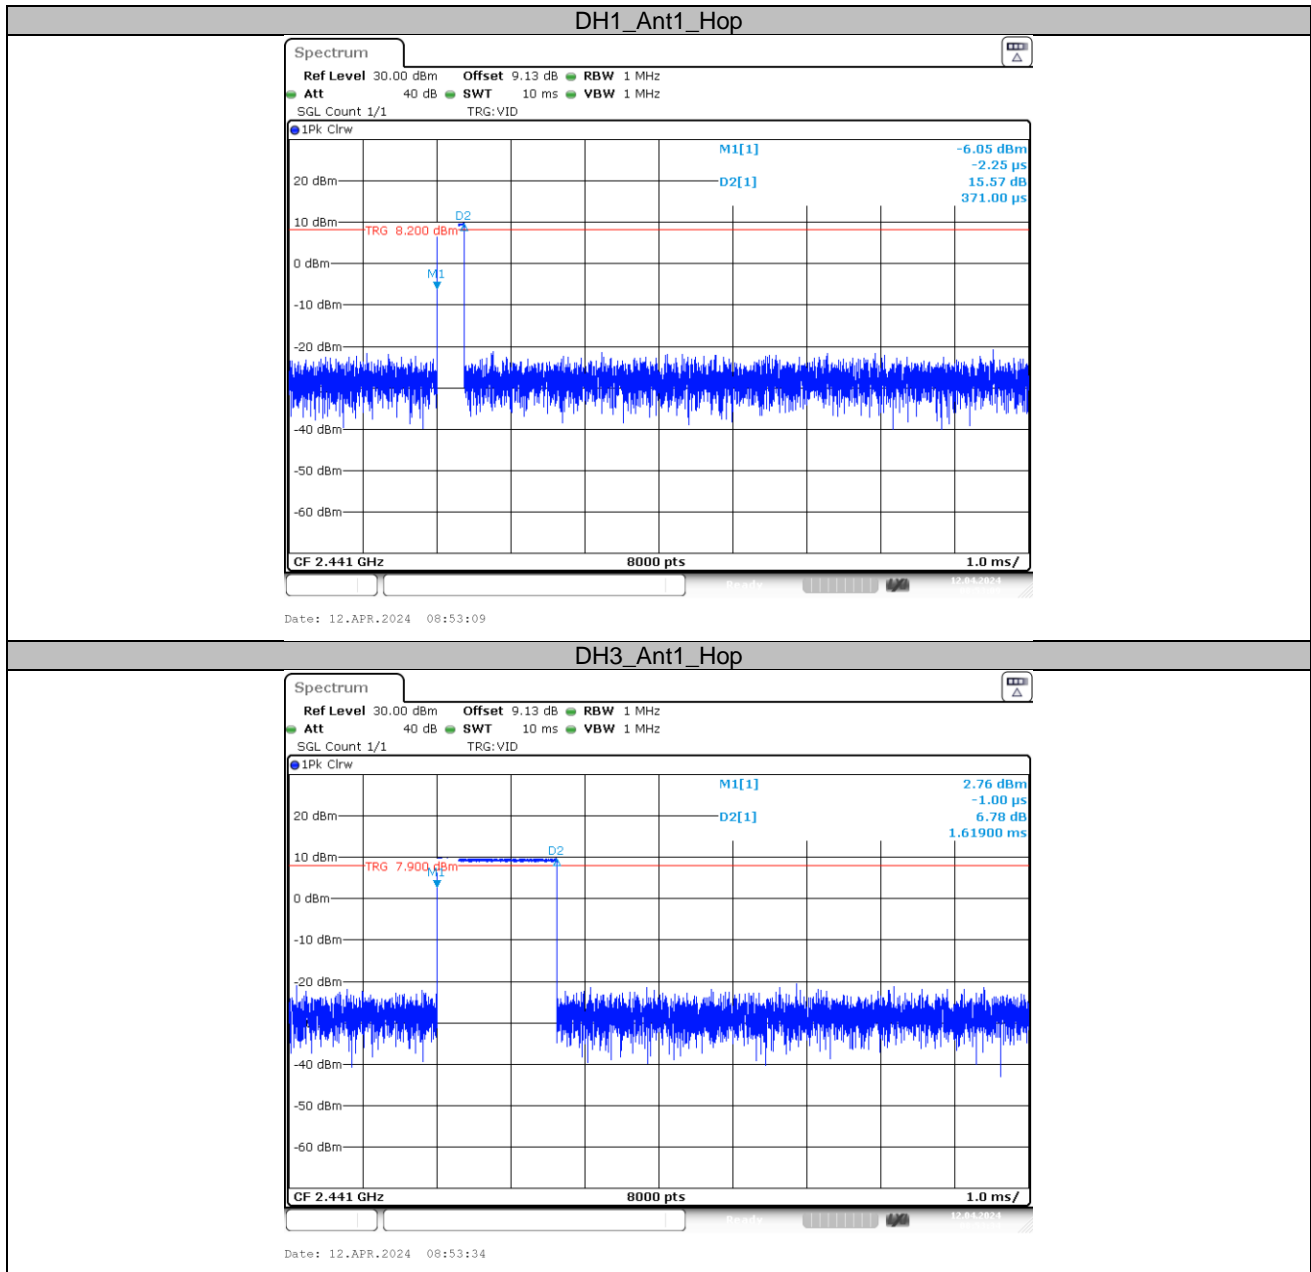 DH1_Ant1_Hop
Spectrum
Ref Level 30.00 dBm Offset 9.13 dB RBW 1 MHz
Att 40 dB SWT 10 ms VBW 1 MHz
SGL Count 1/1 TRG:VID
1Pk Clrw
M1[1] -6.05 dBm
-2.25 µs
20 dBm D2[1] 15.57 dB
371.00 µs
D2
10 dBm
TRG 8.200 dBm
0 dBm
M1
-10 dBm
-20 dBm
-40 dBm
-50 dBm
-60 dBm
CF 2.441 GHz 8000 pts 1.0 ms/
Ready 12.04.2024
Date: 12.APR.2024 08:53:09
DH3_Ant1_Hop
Spectrum
Ref Level 30.00 dBm Offset 9.13 dB RBW 1 MHz
Att 40 dB SWT 10 ms VBW 1 MHz
SGL Count 1/1 TRG:VID
1Pk Clrw
M1[1] 2.76 dBm
-1.00 µs
20 dBm D2[1] 6.78 dB
1.61900 ms
D2
10 dBm
TRG 7.900 dBm
M1
0 dBm
-10 dBm
-20 dBm
-40 dBm
-50 dBm
-60 dBm
CF 2.441 GHz 8000 pts 1.0 ms/
Ready 12.04.2024
Date: 12.APR.2024 08:53:34